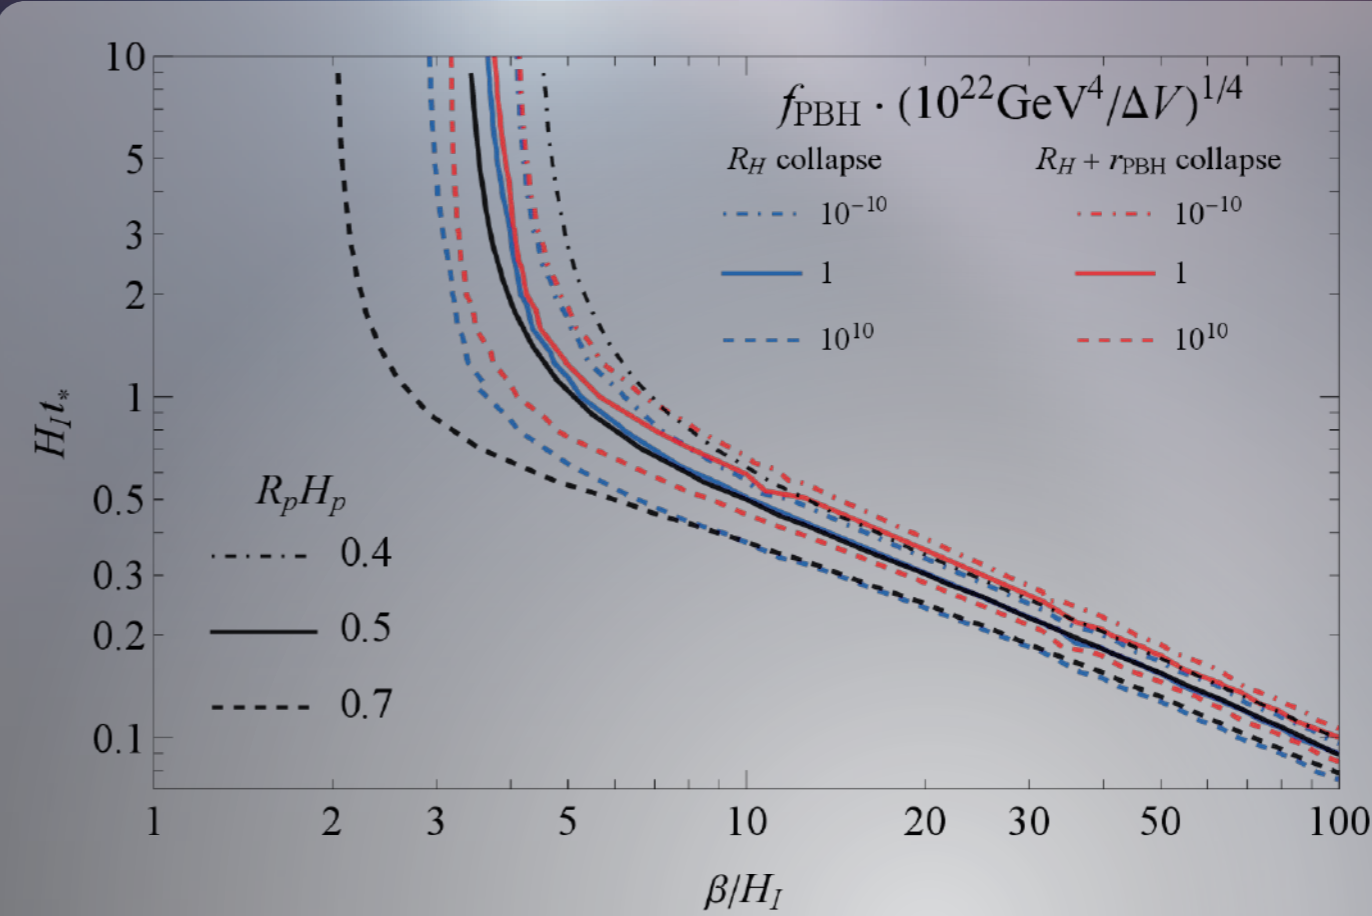 f_PBH · (10^22 GeV^4/ΔV)^1/4
R_H collapse R_H + r_PBH collapse
10^−10 10^−10
1 1
10^10 10^10
R_p H_p
0.4
0.5
0.7
H_I t_*
10
5
3
2
1
0.5
0.3
0.2
0.1
1 2 3 5 10 20 30 50 100
β/H_I